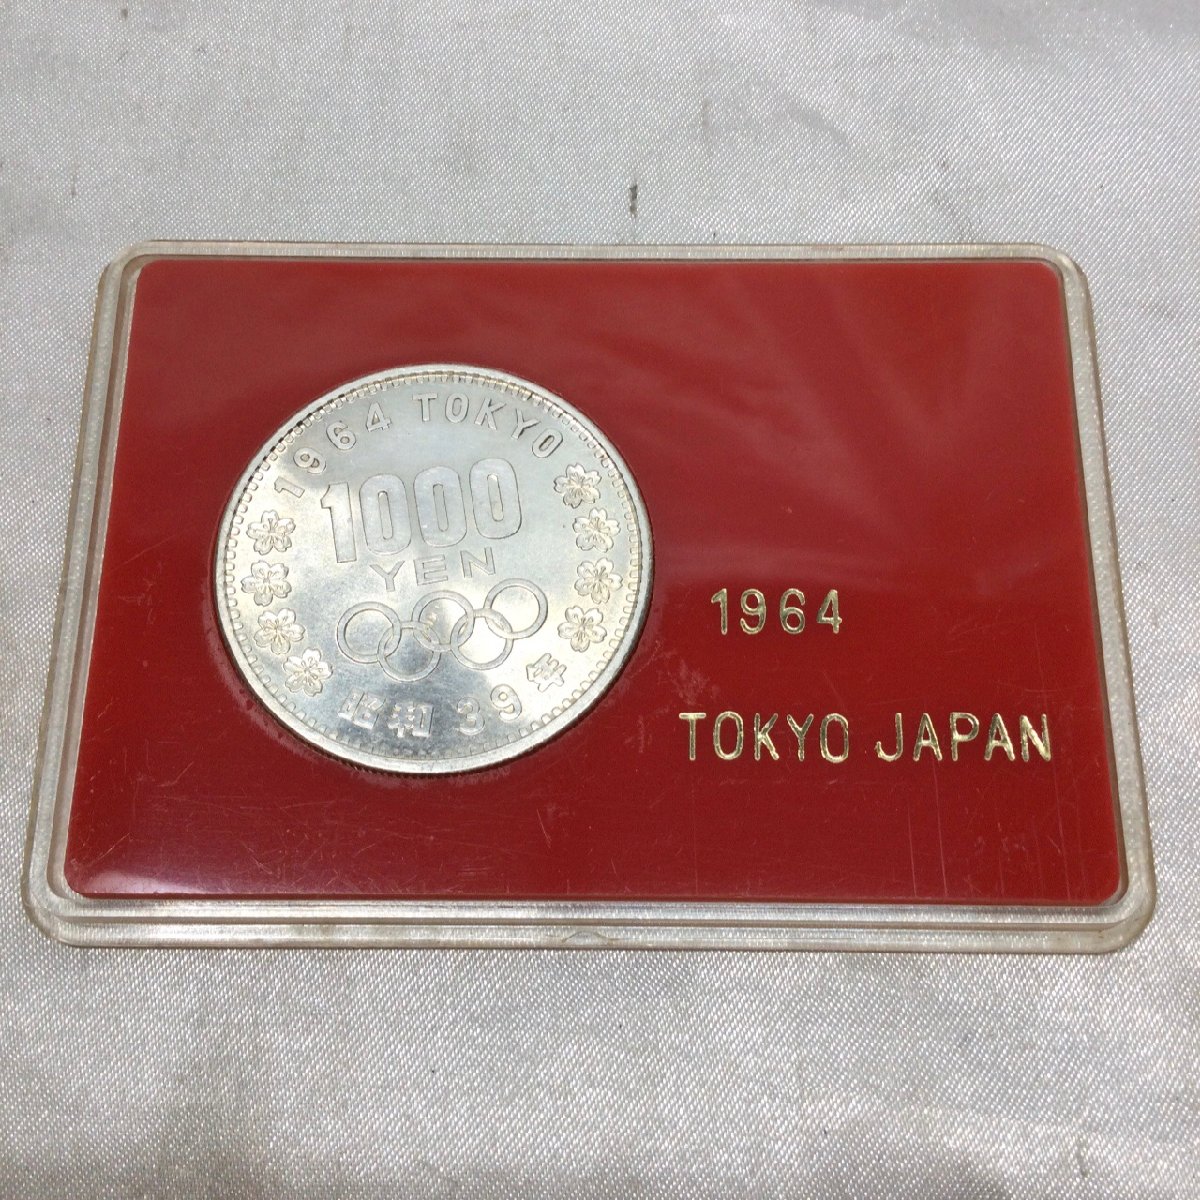 1964 TOKYO
1000
YEN
昭和 39 年
1964
TOKYO JAPAN